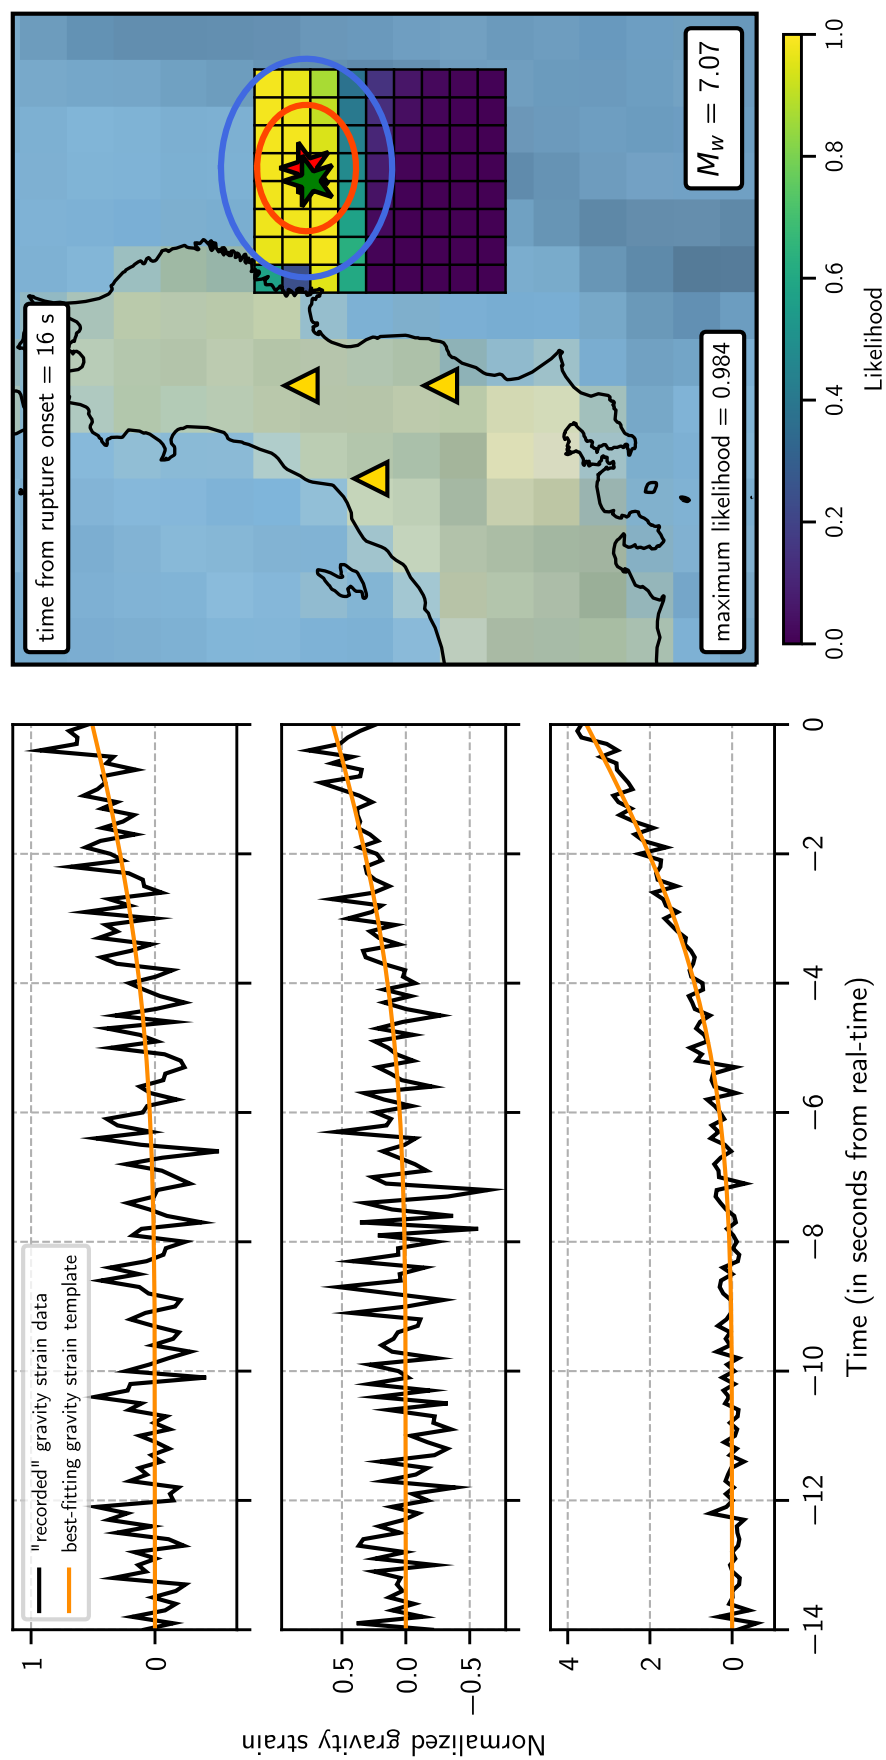 1
0
"recorded" gravity strain data
best-fitting gravity strain template
0.5
0.0
−0.5
4
2
0
−14
−12
−10
−8
−6
−4
−2
0
Normalized gravity strain
Time (in seconds from real-time)
time from rupture onset = 16 s
maximum likelihood = 0.984
Mw = 7.07
0.0
0.2
0.4
0.6
0.8
1.0
Likelihood